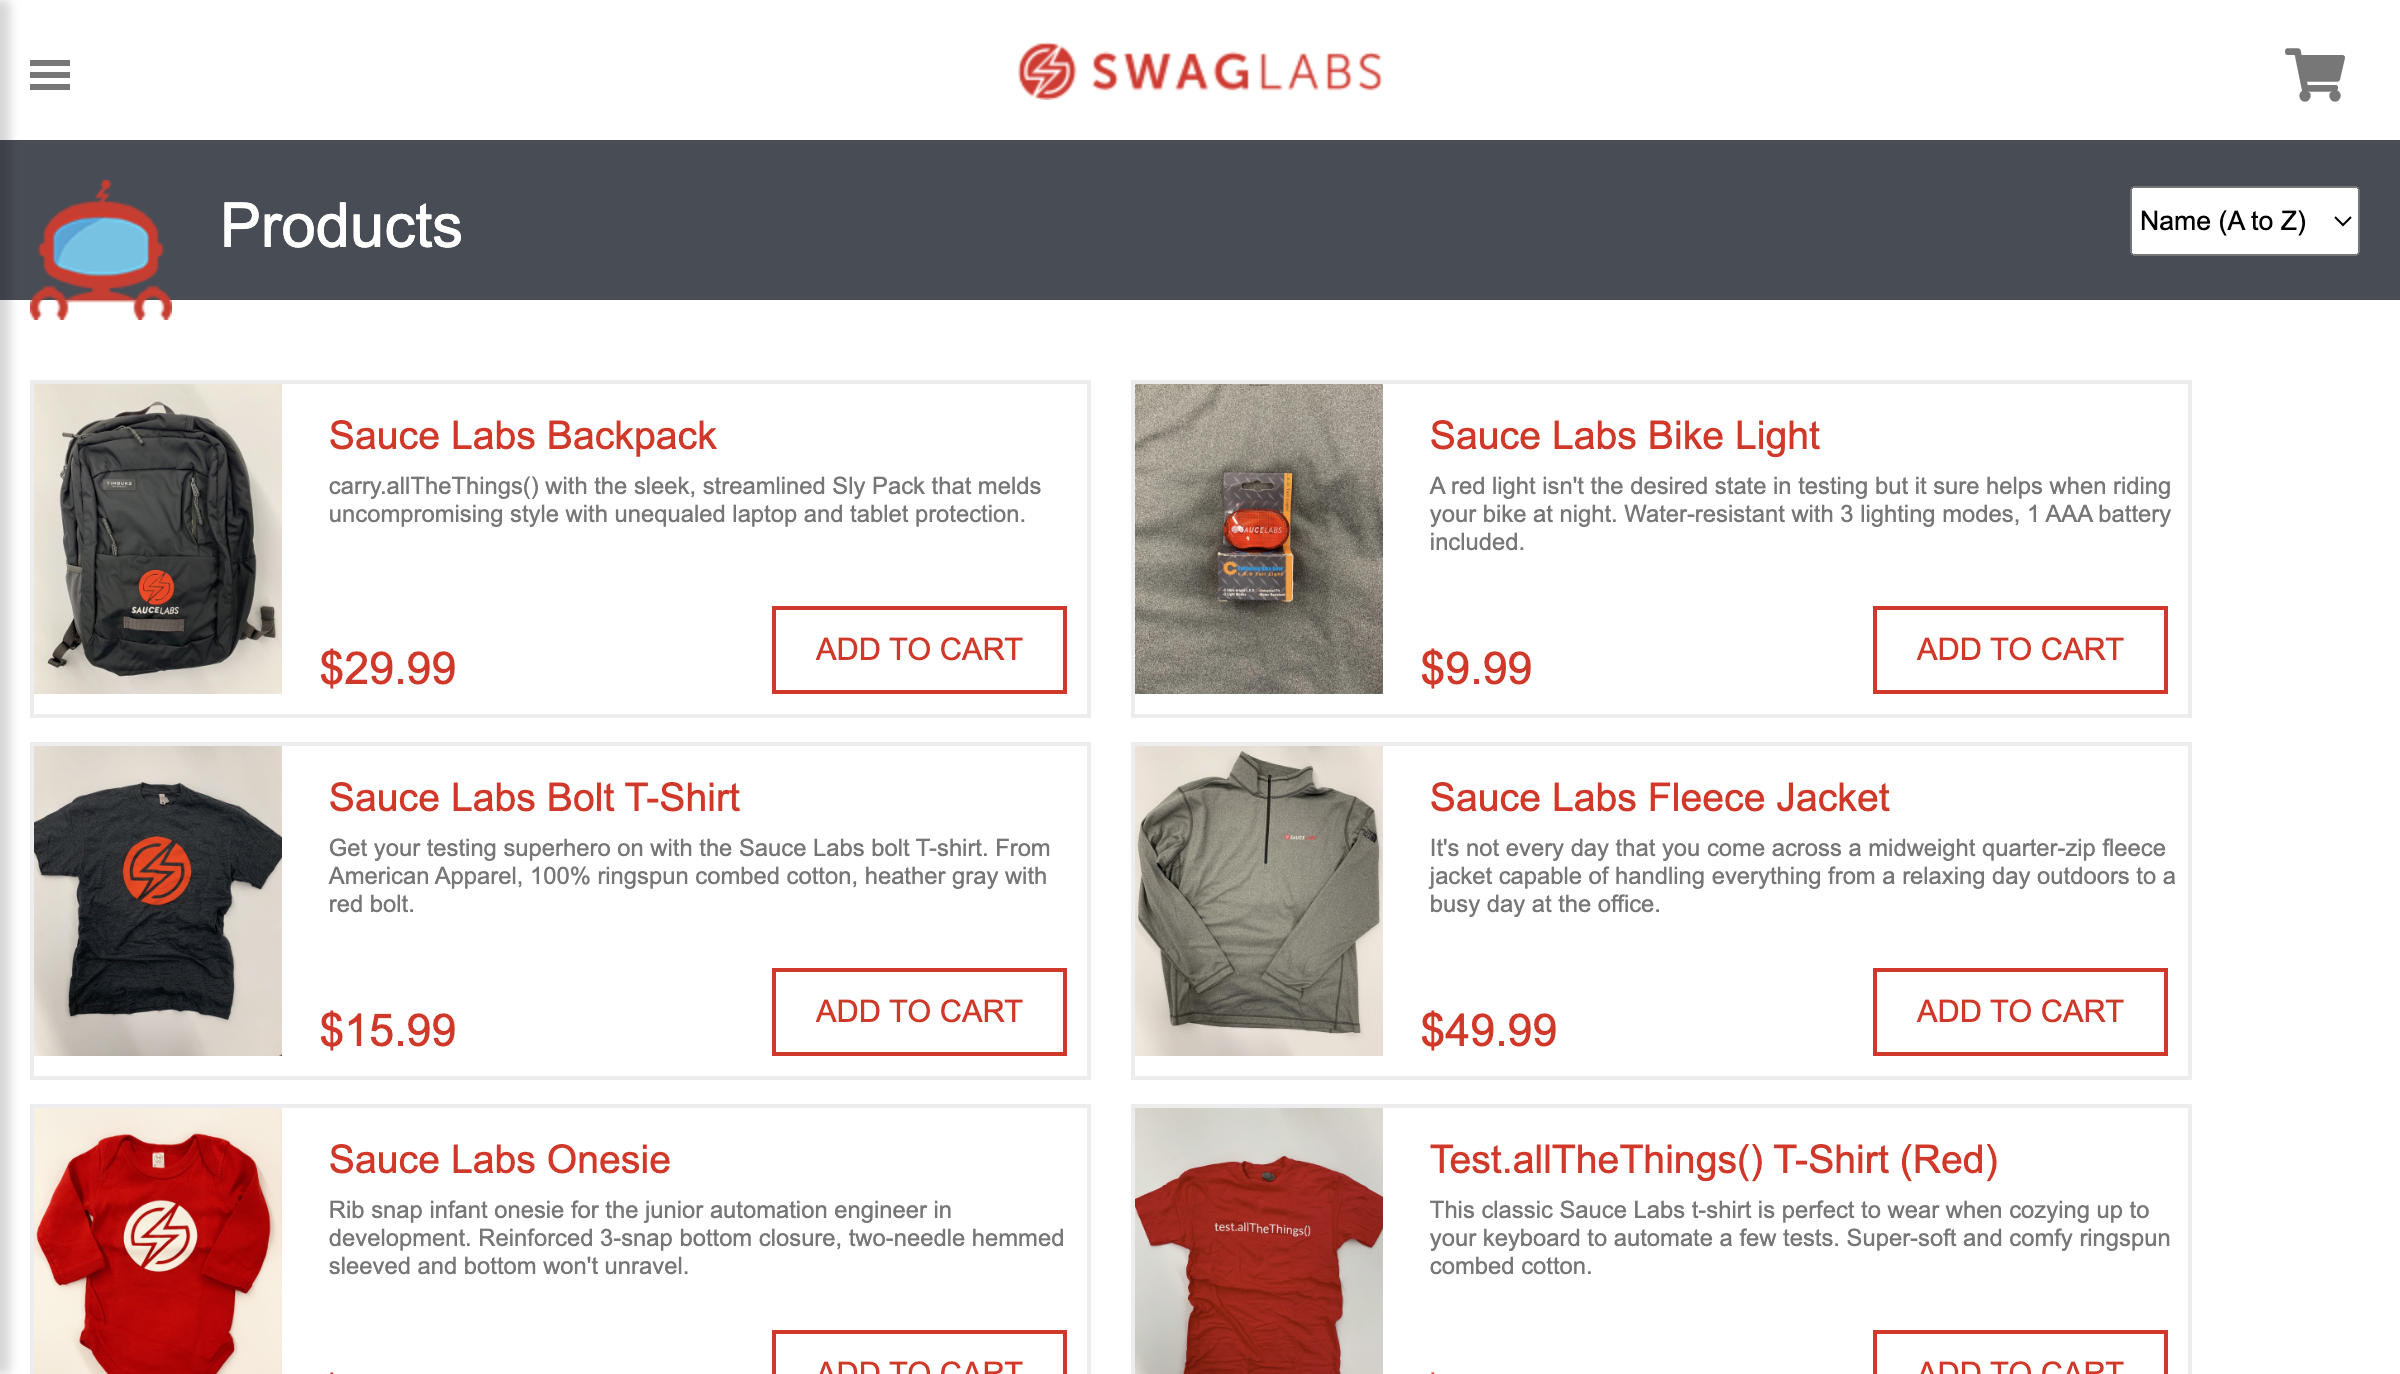 SWAGLABS
Products
Name (A to Z)
Sauce Labs Backpack
carry.allTheThings() with the sleek, streamlined Sly Pack that melds
uncompromising style with unequaled laptop and tablet protection.
$29.99
ADD TO CART
SAUCELABS
Sauce Labs Bike Light
A red light isn't the desired state in testing but it sure helps when riding
your bike at night. Water-resistant with 3 lighting modes, 1 AAA battery
included.
$9.99
ADD TO CART
SAUCELABS
Sauce Labs Bolt T-Shirt
Get your testing superhero on with the Sauce Labs bolt T-shirt. From
American Apparel, 100% ringspun combed cotton, heather gray with
red bolt.
$15.99
ADD TO CART
Sauce Labs Fleece Jacket
It's not every day that you come across a midweight quarter-zip fleece
jacket capable of handling everything from a relaxing day outdoors to a
busy day at the office.
$49.99
ADD TO CART
Sauce Labs Onesie
Rib snap infant onesie for the junior automation engineer in
development. Reinforced 3-snap bottom closure, two-needle hemmed
sleeved and bottom won't unravel.
ADD TO CART
Test.allTheThings() T-Shirt (Red)
This classic Sauce Labs t-shirt is perfect to wear when cozying up to
your keyboard to automate a few tests. Super-soft and comfy ringspun
combed cotton.
ADD TO CART
test.allTheThings()